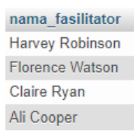 nama_fasilitator
Harvey Robinson
Florence Watson
Claire Ryan
Ali Cooper